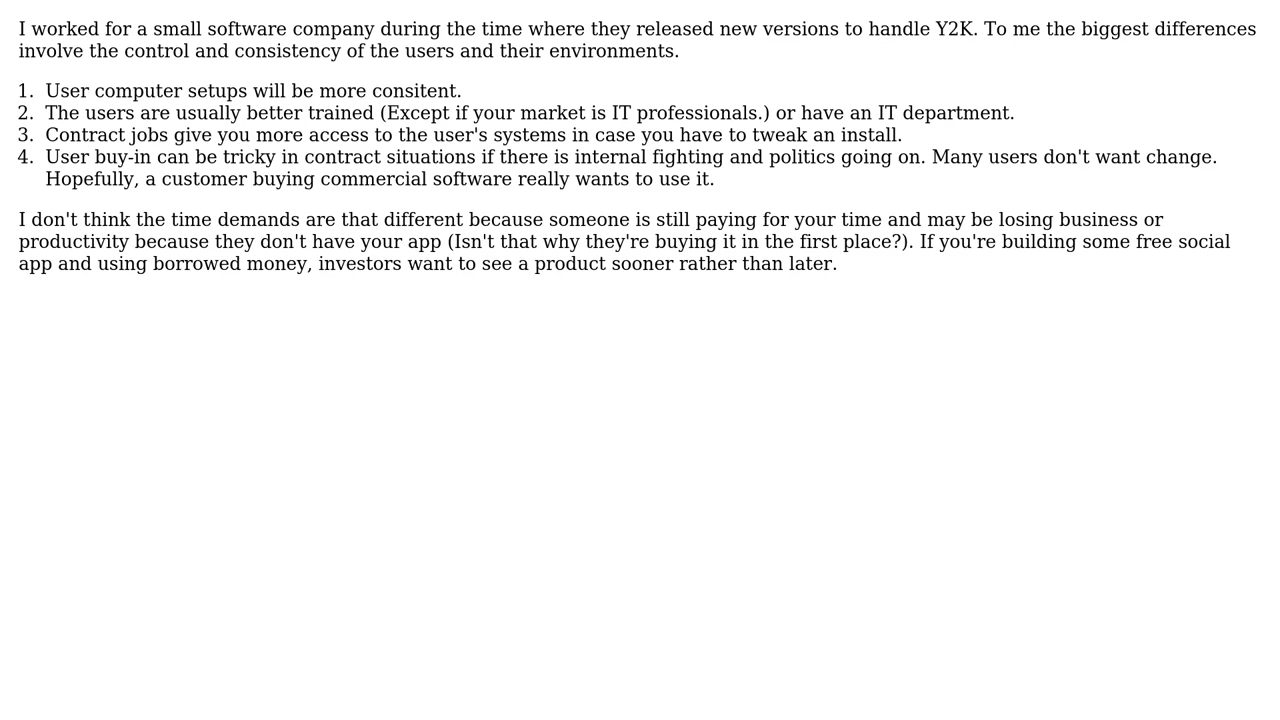 I worked for a small software company during the time where they released new versions to handle Y2K. To me the biggest differences
involve the control and consistency of the users and their environments.
1. User computer setups will be more consitent.
2. The users are usually better trained (Except if your market is IT professionals.) or have an IT department.
3. Contract jobs give you more access to the user's systems in case you have to tweak an install.
4. User buy-in can be tricky in contract situations if there is internal fighting and politics going on. Many users don't want change.
Hopefully, a customer buying commercial software really wants to use it.
I don't think the time demands are that different because someone is still paying for your time and may be losing business or
productivity because they don't have your app (Isn't that why they're buying it in the first place?). If you're building some free social
app and using borrowed money, investors want to see a product sooner rather than later.